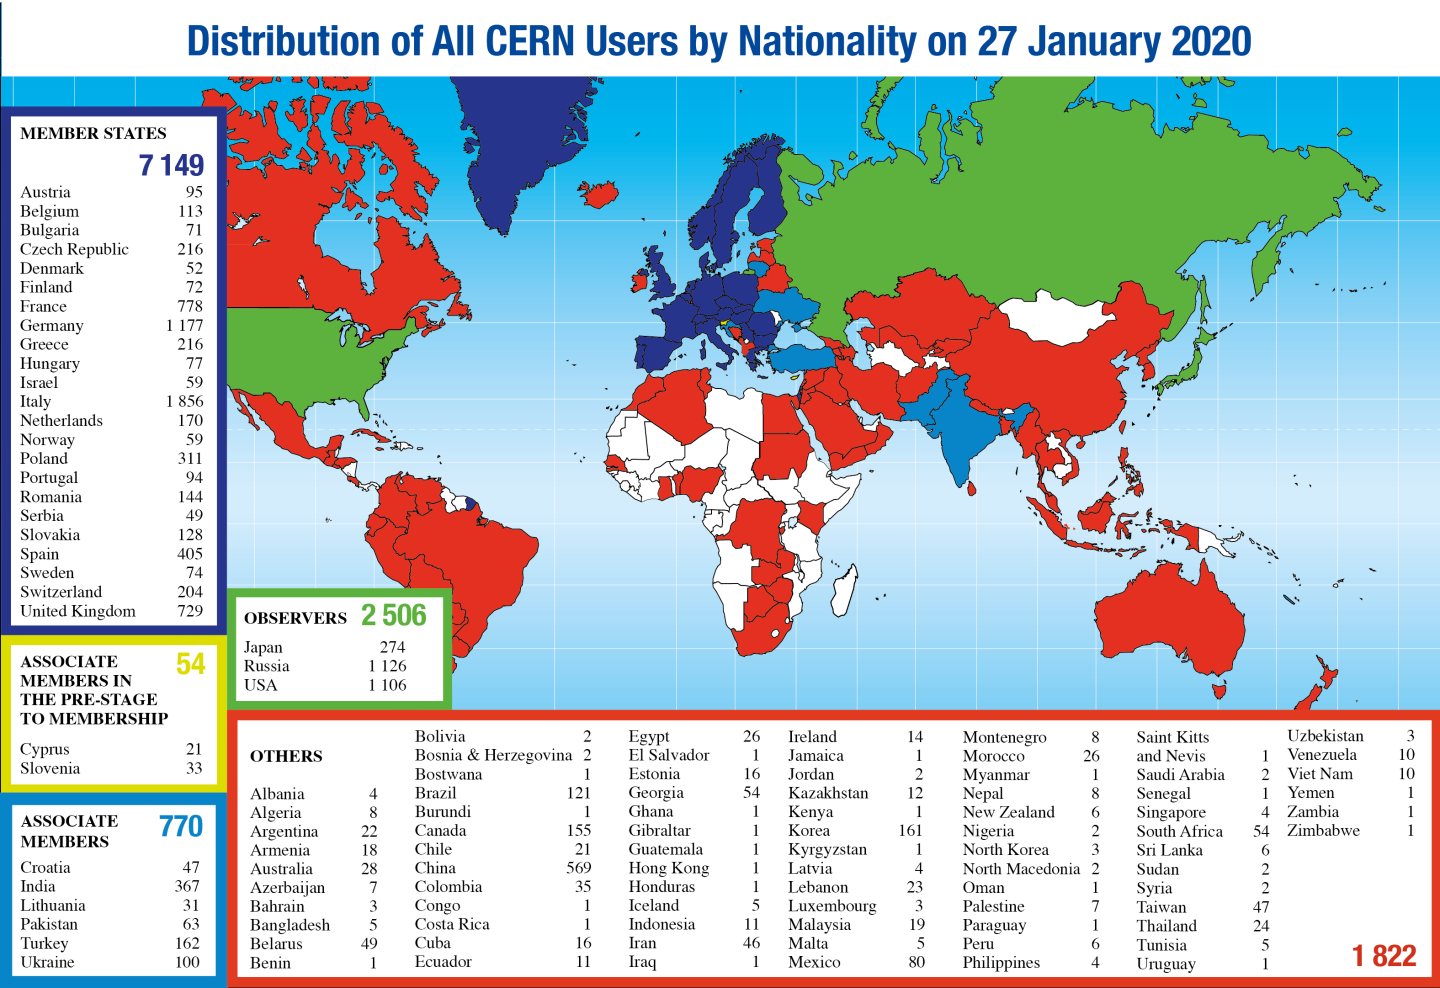 Distribution of All CERN Users by Nationality on 27 January 2020
MEMBER STATES
7 149
Austria 95
Belgium 113
Bulgaria 71
Czech Republic 216
Denmark 52
Finland 72
France 778
Germany 1 177
Greece 216
Hungary 77
Israel 59
Italy 1 856
Netherlands 170
Norway 59
Poland 311
Portugal 94
Romania 144
Serbia 49
Slovakia 128
Spain 405
Sweden 74
Switzerland 204
United Kingdom 729
ASSOCIATE 54
MEMBERS IN
THE PRE-STAGE
TO MEMBERSHIP
Cyprus 21
Slovenia 33
ASSOCIATE 770
MEMBERS
Croatia 47
India 367
Lithuania 31
Pakistan 63
Turkey 162
Ukraine 100
OBSERVERS 2 506
Japan 274
Russia 1 126
USA 1 106
OTHERS
Albania 4
Algeria 8
Argentina 22
Armenia 18
Australia 28
Azerbaijan 7
Bahrain 3
Bangladesh 5
Belarus 49
Benin 1
Bolivia 2
Bosnia & Herzegovina 2
Bostwana 1
Brazil 121
Burundi 1
Canada 155
Chile 21
China 569
Colombia 35
Congo 1
Costa Rica 1
Cuba 16
Ecuador 11
Egypt 26
El Salvador 1
Estonia 16
Georgia 54
Ghana 1
Gibraltar 1
Guatemala 1
Hong Kong 1
Honduras 1
Iceland 5
Indonesia 11
Iran 46
Iraq 1
Ireland 14
Jamaica 1
Jordan 2
Kazakhstan 12
Kenya 1
Korea 161
Kyrgyzstan 1
Latvia 4
Lebanon 23
Luxembourg 3
Malaysia 19
Malta 5
Mexico 80
Montenegro 8
Morocco 26
Myanmar 1
Nepal 8
New Zealand 6
Nigeria 2
North Korea 3
North Macedonia 2
Oman 1
Palestine 7
Paraguay 1
Peru 6
Philippines 4
Saint Kitts
and Nevis 1
Saudi Arabia 2
Senegal 1
Singapore 4
South Africa 54
Sri Lanka 6
Sudan 2
Syria 2
Taiwan 47
Thailand 24
Tunisia 5
Uruguay 1
Uzbekistan 3
Venezuela 10
Viet Nam 10
Yemen 1
Zambia 1
Zimbabwe 1
1 822